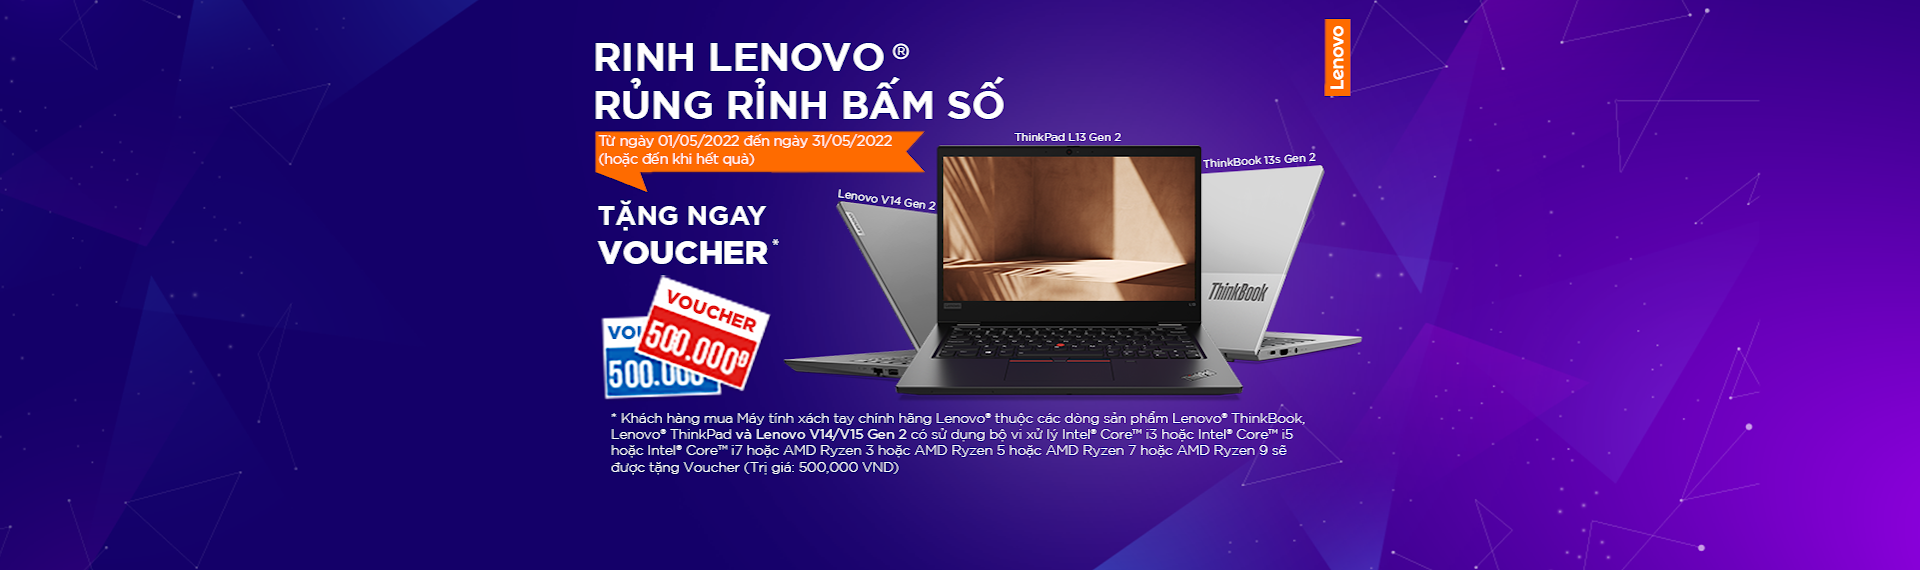 RINH LENOVO®
RỦNG RỈNH BẤM SỐ
Từ ngày 01/05/2022 đến ngày 31/05/2022
(hoặc đến khi hết quà)
TẶNG NGAY
VOUCHER*
VOUCHER
500.000Đ
500.000
Lenovo
ThinkPad L13 Gen 2
ThinkBook 13s Gen 2
Lenovo V14 Gen 2
ThinkBook
* Khách hàng mua Máy tính xách tay chính hãng Lenovo® thuộc các dòng sản phẩm Lenovo® ThinkBook,
Lenovo® ThinkPad và Lenovo V14/V15 Gen 2 có sử dụng bộ vi xử lý Intel® Core™ i3 hoặc Intel® Core™ i5
hoặc Intel® Core™ i7 hoặc AMD Ryzen 3 hoặc AMD Ryzen 5 hoặc AMD Ryzen 7 hoặc AMD Ryzen 9 sẽ
được tặng Voucher (Trị giá: 500,000 VND)